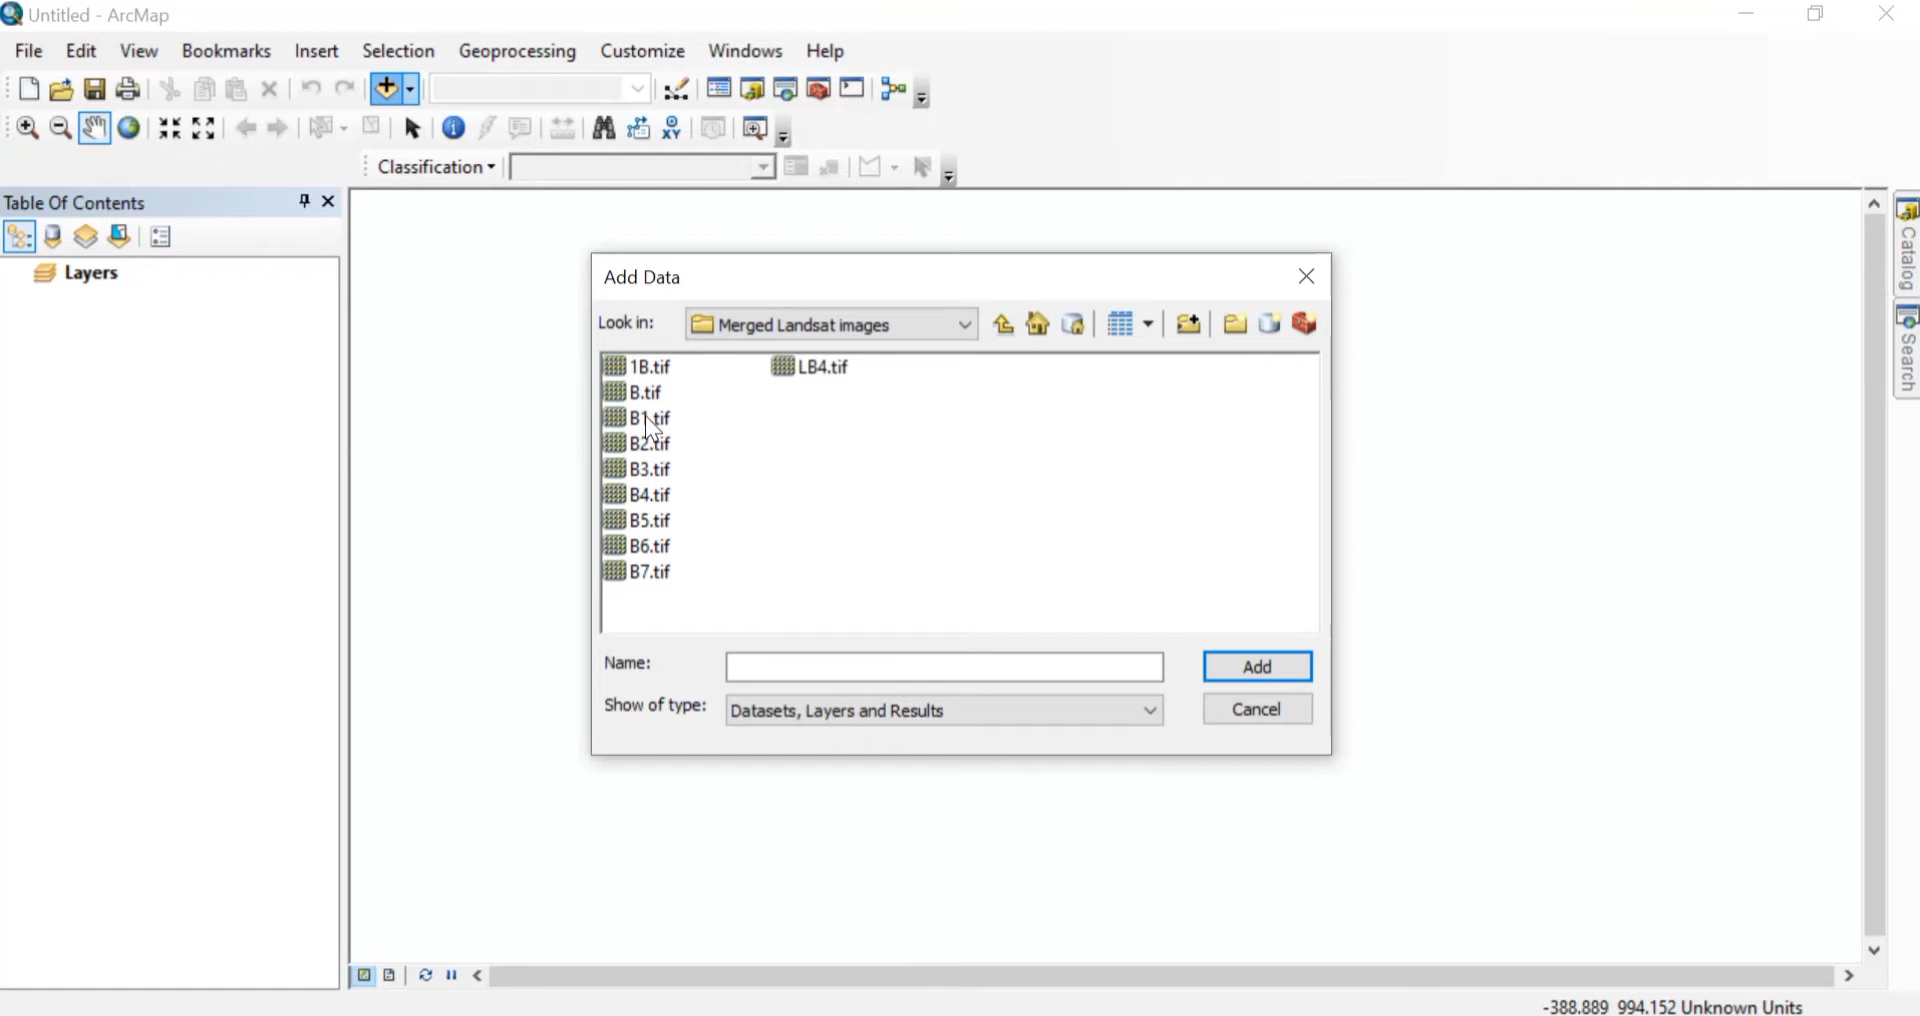 Untitled - ArcMap
File Edit View Bookmarks Insert Selection Geoprocessing Customize Windows Help
XY
Classification
Table Of Contents
Layers
Add Data
Look in: Merged Landsat images
1B.tif LB4.tif
B.tif
B1.tif
B2.tif
B3.tif
B4.tif
B5.tif
B6.tif
B7.tif
Name: Add
Show of type: Datasets, Layers and Results Cancel
Catalog
Search
-388.889 994.152 Unknown Units